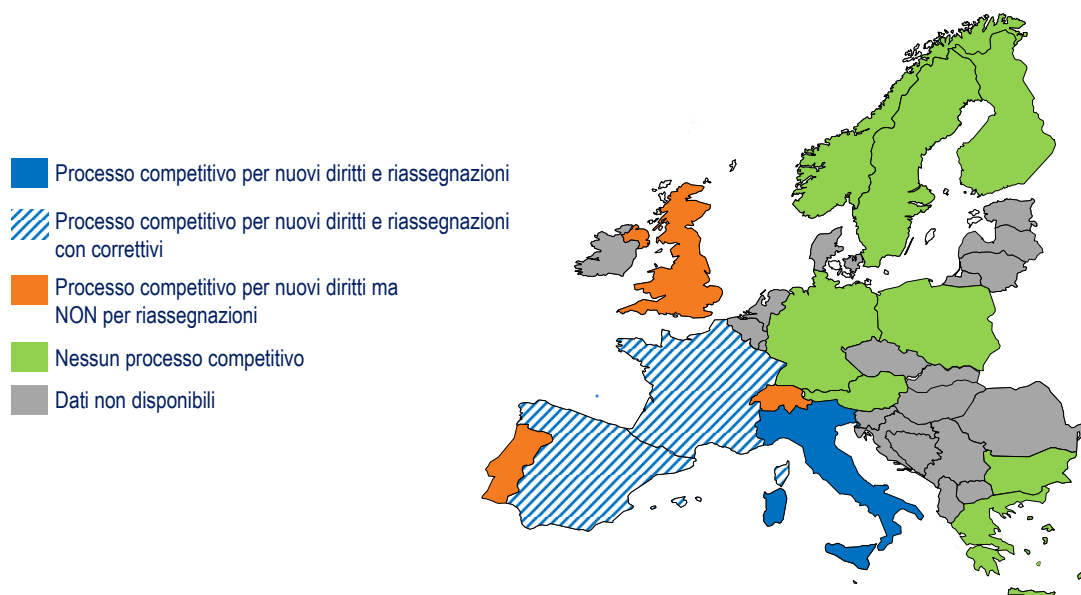 Processo competitivo per nuovi diritti e riassegnazioni
Processo competitivo per nuovi diritti e riassegnazioni
con correttivi
Processo competitivo per nuovi diritti ma
NON per riassegnazioni
Nessun processo competitivo
Dati non disponibili